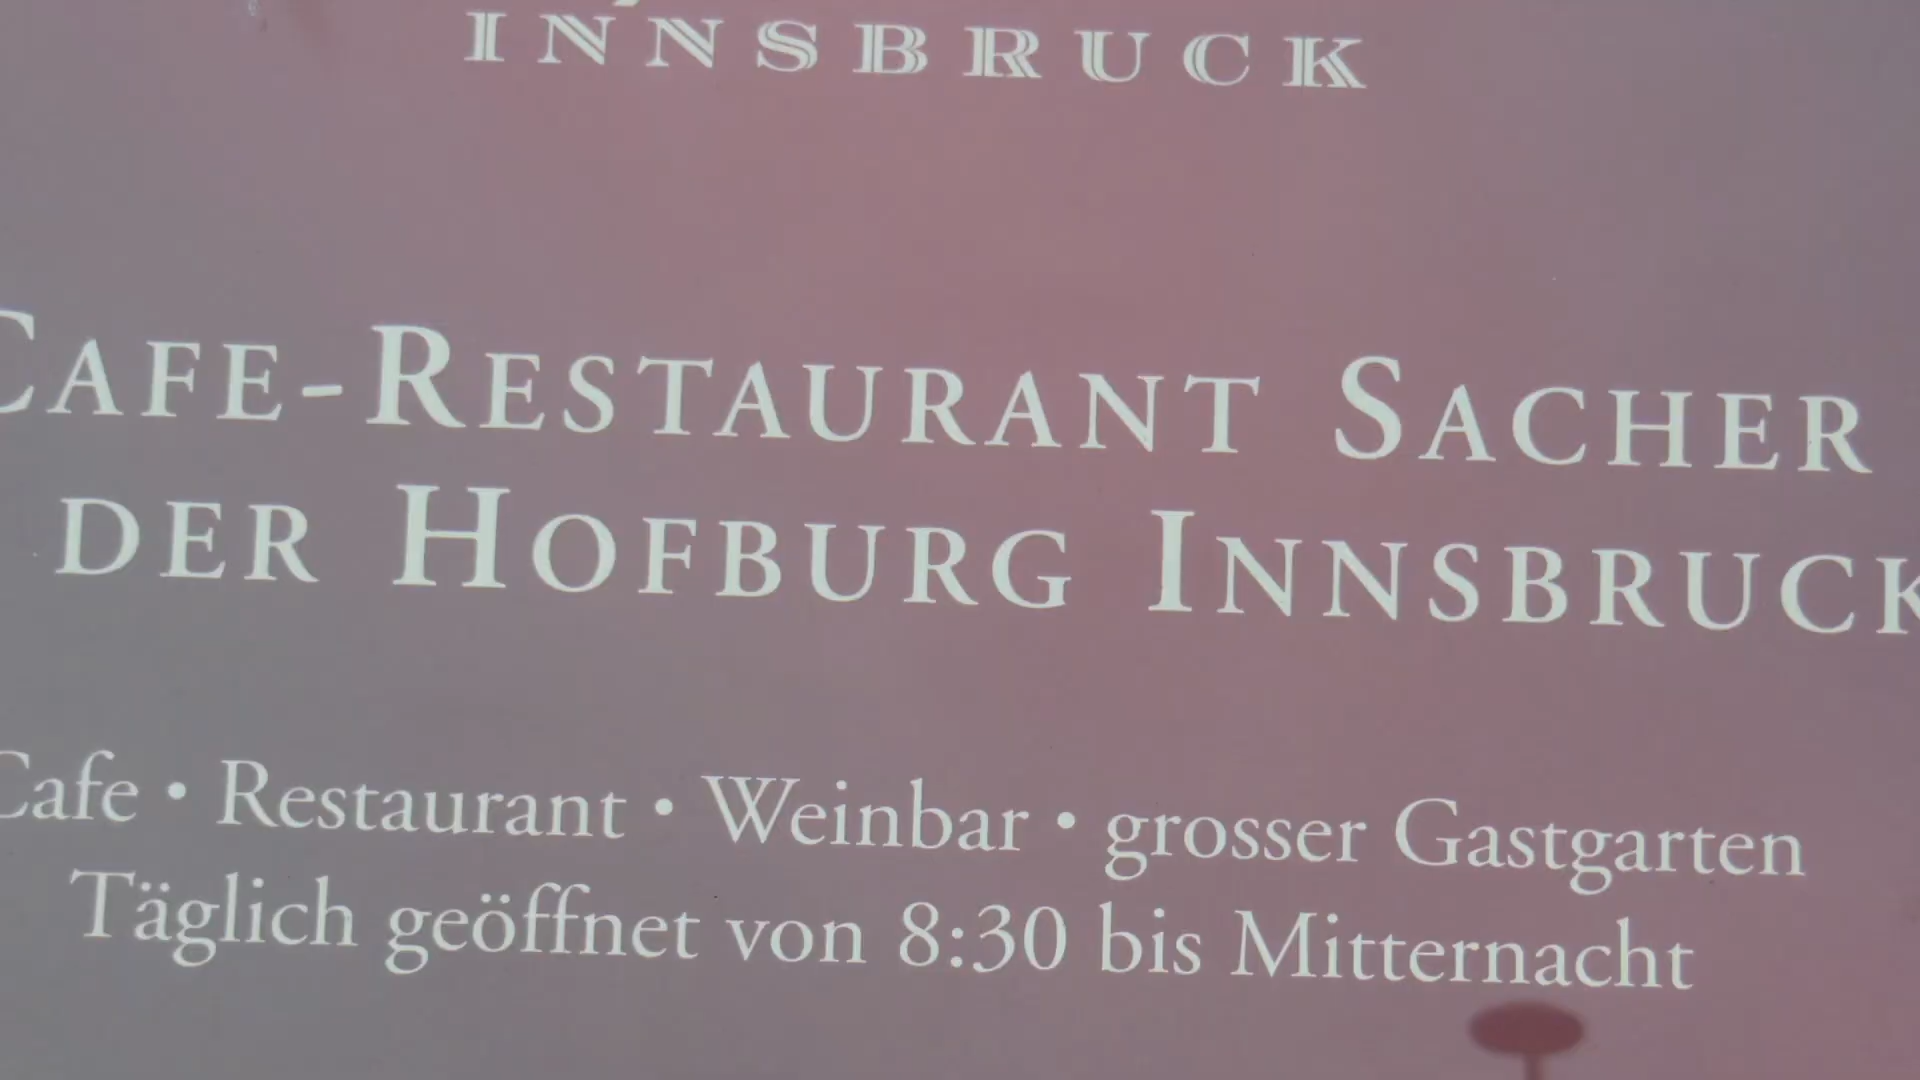 INNSBRUCK
CAFE-RESTAURANT SACHER
DER HOFBURG INNSBRUCK
Cafe • Restaurant • Weinbar • grosser Gastgarten
Täglich geöffnet von 8:30 bis Mitternacht